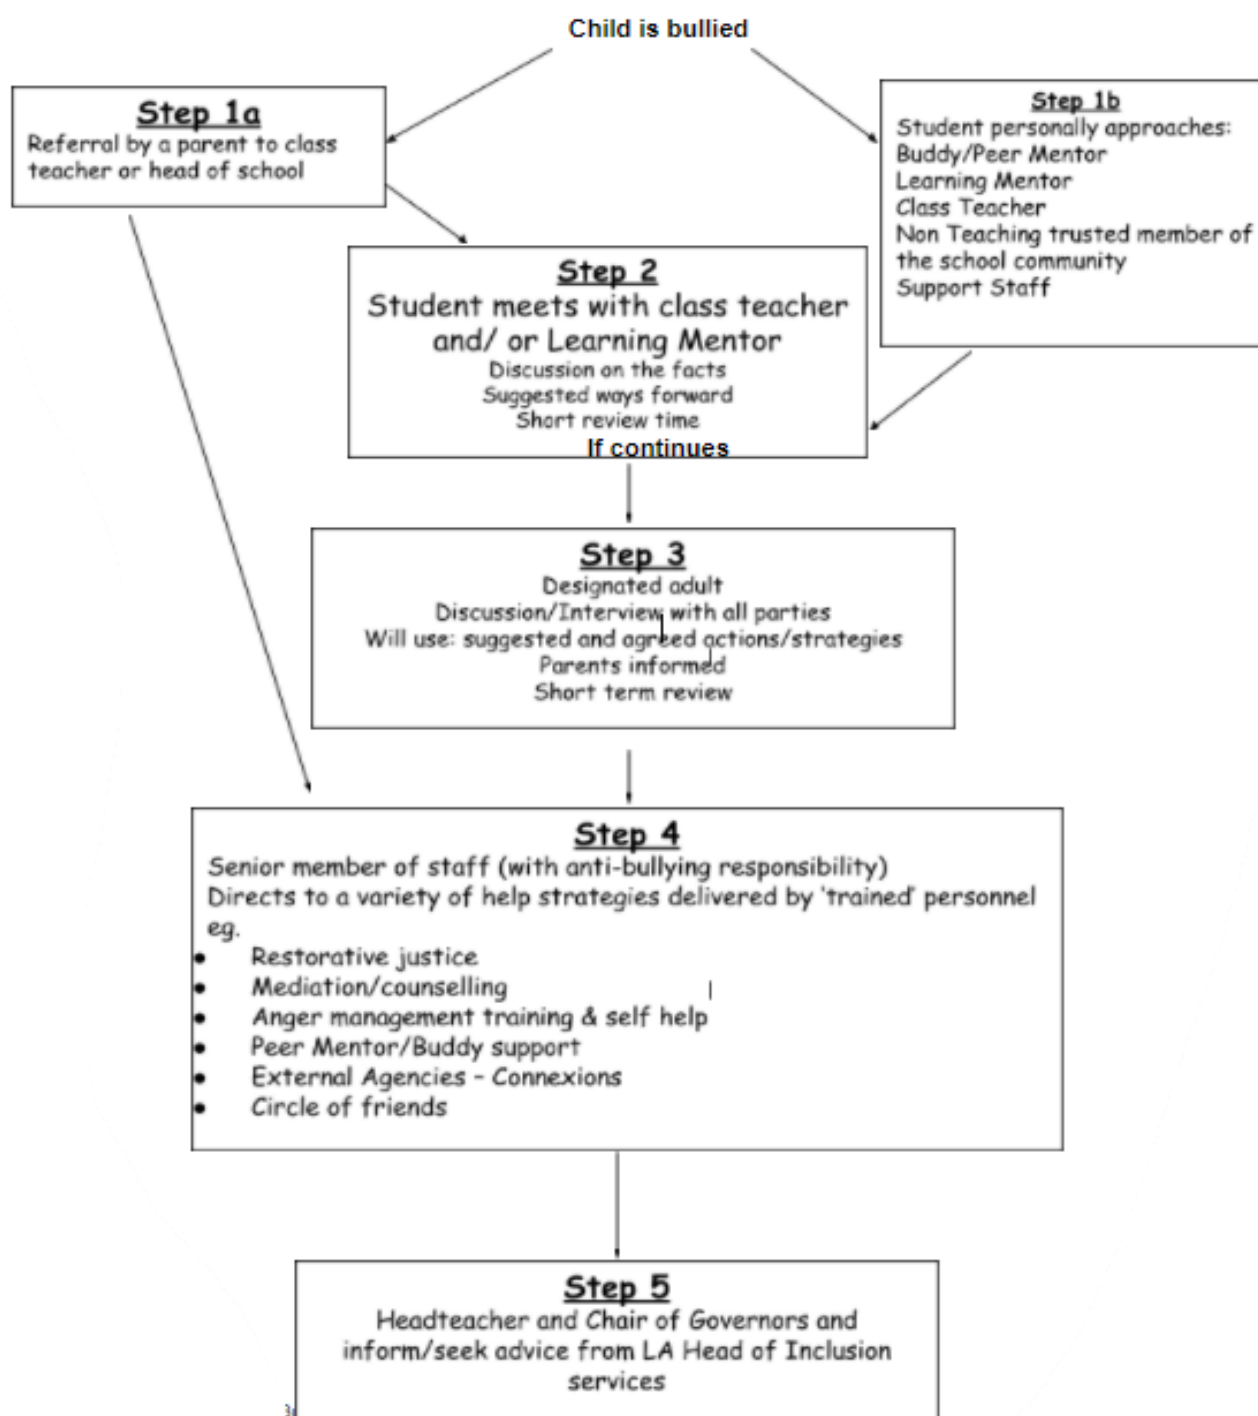 Child is bullied
Step 1a
Referral by a parent to class
teacher or head of school
Step 1b
Student personally approaches:
Buddy/Peer Mentor
Learning Mentor
Class Teacher
Non Teaching trusted member of
the school community
Support Staff
Step 2
Student meets with class teacher
and/ or Learning Mentor
Discussion on the facts
Suggested ways forward
Short review time
If continues
Step 3
Designated adult
Discussion/Interview with all parties
Will use: suggested and agreed actions/strategies
Parents informed
Short term review
Step 4
Senior member of staff (with anti-bullying responsibility)
Directs to a variety of help strategies delivered by 'trained' personnel
eg.
● Restorative justice
● Mediation/counselling
● Anger management training & self help
● Peer Mentor/Buddy support
● External Agencies – Connexions
● Circle of friends
Step 5
Headteacher and Chair of Governors and
inform/seek advice from LA Head of Inclusion
services